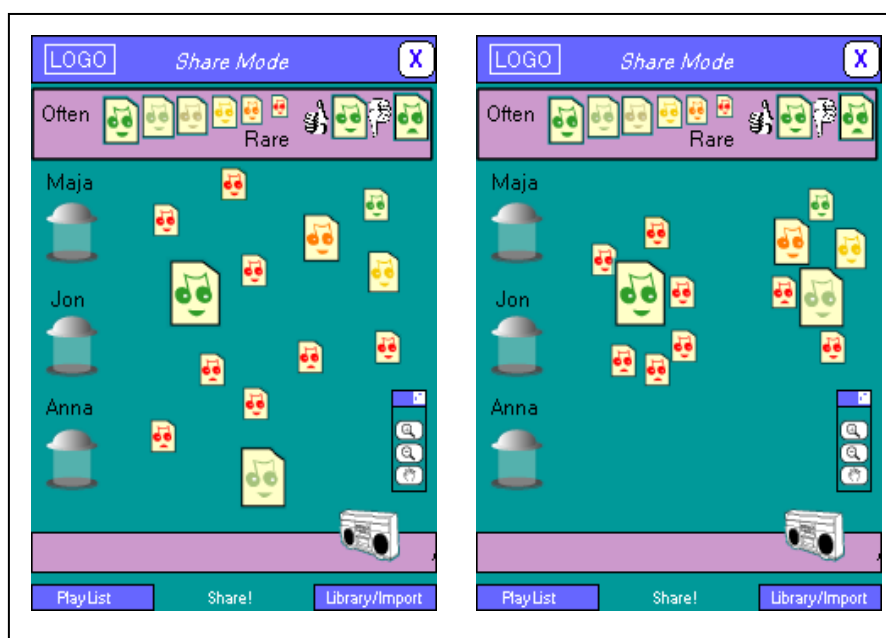 LOGO Share Mode X
Often
Rare
Maja
Jon
Anna
PlayList Share! Library/Import
LOGO Share Mode X
Often
Rare
Maja
Jon
Anna
PlayList Share! Library/Import